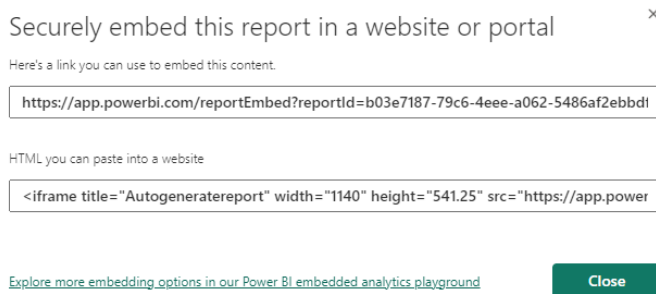 Securely embed this report in a website or portal
Here's a link you can use to embed this content.
https://app.powerbi.com/reportEmbed?reportId=b03e7187-79c6-4eee-a062-5486af2ebbdf
HTML you can paste into a website
<iframe title="Autogeneratereport" width="1140" height="541.25" src="https://app.power
Explore more embedding options in our Power BI embedded analytics playground
Close